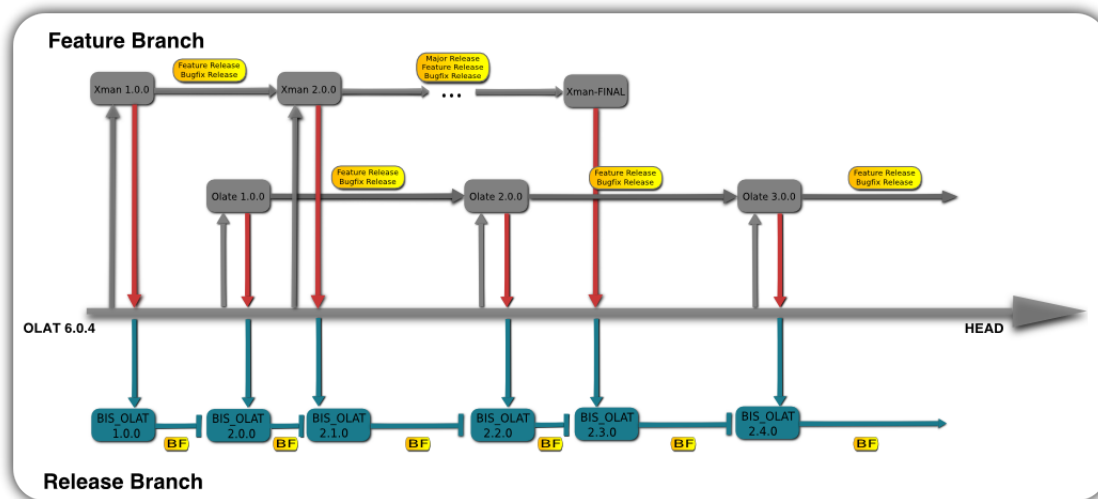 Feature Branch
Major Release
Feature Release
Bugfix Release
Feature Release
Bugfix Release
Xman 1.0.0
Xman 2.0.0
...
Xman-FINAL
Feature Release
Bugfix Release
Feature Release
Bugfix Release
Feature Release
Bugfix Release
Olate 1.0.0
Olate 2.0.0
Olate 3.0.0
OLAT 6.0.4
HEAD
BIS_OLAT
1.0.0
BIS_OLAT
2.0.0
BIS_OLAT
2.1.0
BIS_OLAT
2.2.0
BIS_OLAT
2.3.0
BIS_OLAT
2.4.0
BF
BF
BF
BF
BF
BF
Release Branch